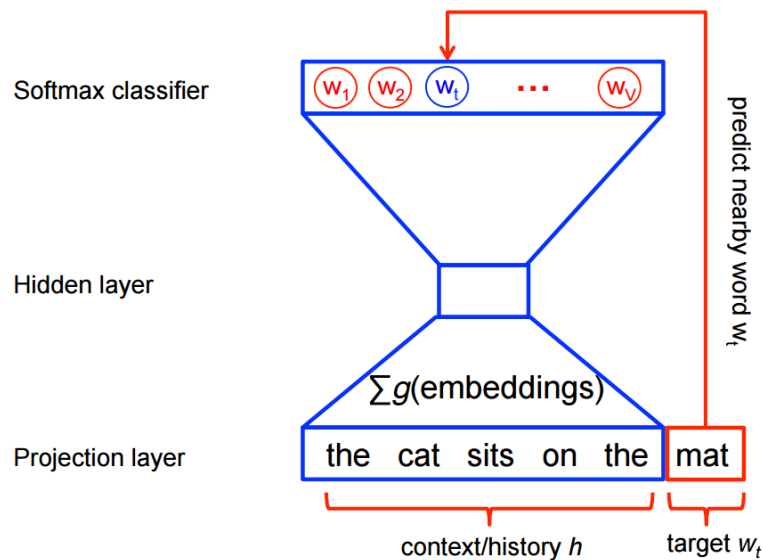 Softmax classifier
w1 w2 wt ... wV
predict nearby word wt
Hidden layer
∑g(embeddings)
Projection layer
the cat sits on the mat
context/history h
target wt